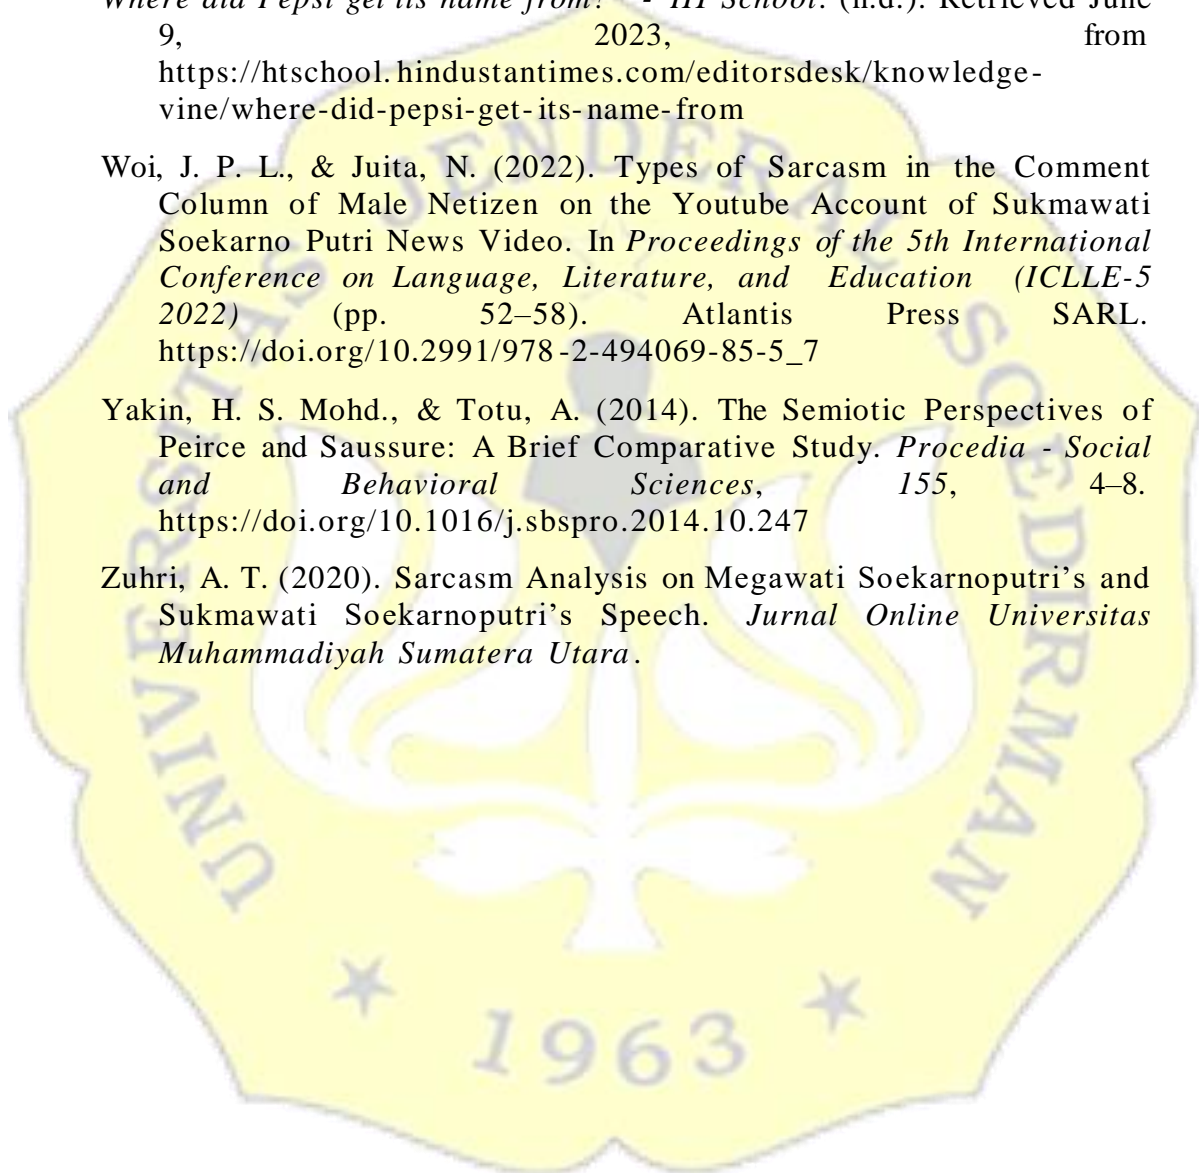 Where did Pepsi get its name from? - HT School. (n.d.). Retrieved June
9, 2023, from
https://htschool.hindustantimes.com/editorsdesk/knowledge-
vine/where-did-pepsi-get-its-name-from
Woi, J. P. L., & Juita, N. (2022). Types of Sarcasm in the Comment
Column of Male Netizen on the Youtube Account of Sukmawati
Soekarno Putri News Video. In Proceedings of the 5th International
Conference on Language, Literature, and Education (ICLLE-5
2022) (pp. 52–58). Atlantis Press SARL.
https://doi.org/10.2991/978-2-494069-85-5_7
Yakin, H. S. Mohd., & Totu, A. (2014). The Semiotic Perspectives of
Peirce and Saussure: A Brief Comparative Study. Procedia - Social
and Behavioral Sciences, 155, 4–8.
https://doi.org/10.1016/j.sbspro.2014.10.247
Zuhri, A. T. (2020). Sarcasm Analysis on Megawati Soekarnoputri’s and
Sukmawati Soekarnoputri’s Speech. Jurnal Online Universitas
Muhammadiyah Sumatera Utara.
UNIVERSITAS JENDERAL SOEDIRMAN
1963